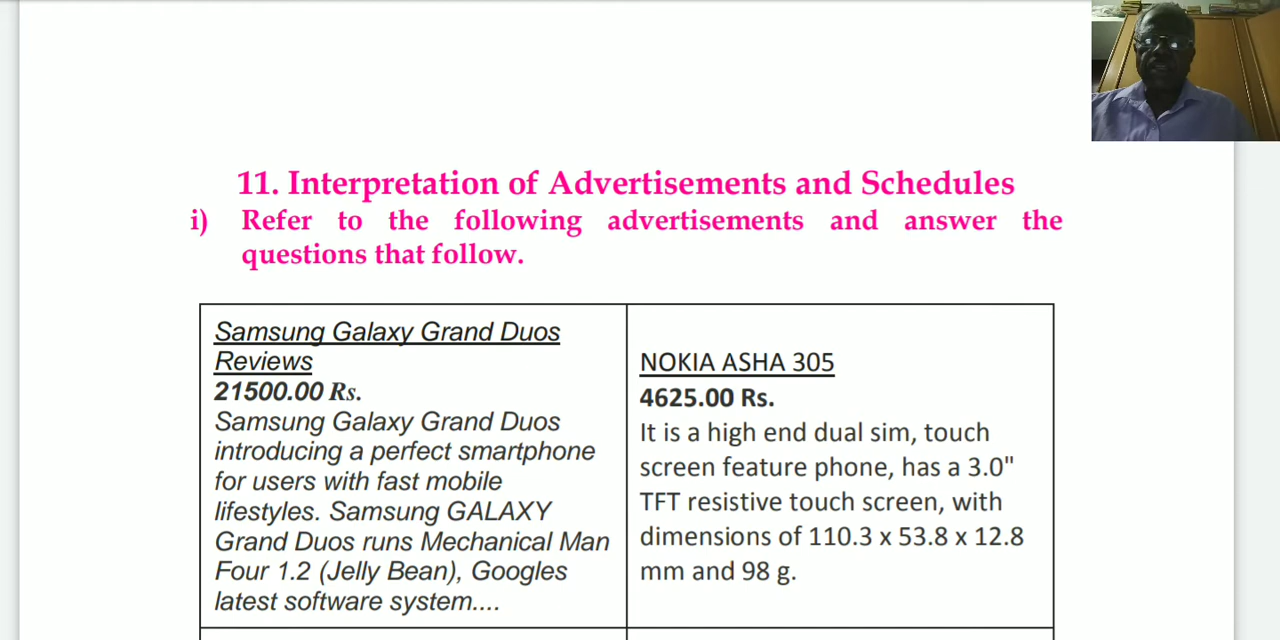 11. Interpretation of Advertisements and Schedules
i) Refer to the following advertisements and answer the
questions that follow.
Samsung Galaxy Grand Duos
Reviews
21500.00 Rs.
Samsung Galaxy Grand Duos
introducing a perfect smartphone
for users with fast mobile
lifestyles. Samsung GALAXY
Grand Duos runs Mechanical Man
Four 1.2 (Jelly Bean), Googles
latest software system....
NOKIA ASHA 305
4625.00 Rs.
It is a high end dual sim, touch
screen feature phone, has a 3.0"
TFT resistive touch screen, with
dimensions of 110.3 x 53.8 x 12.8
mm and 98 g.